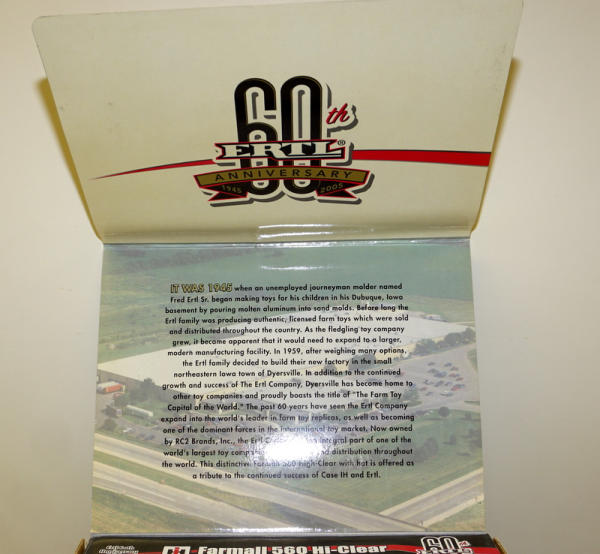 60th
ERTL®
ANNIVERSARY
1945 2005
IT WAS 1945 when an unemployed journeyman molder named
Fred Ertl Sr. began making toys for his children in his Dubuque, Iowa
basement by pouring molten aluminum into sand molds. Before long the
Ertl family was producing authentic, licensed farm toys which were sold
and distributed throughout the country. As the fledgling toy company
grew, it became apparent that it would need to expand to a larger,
modern manufacturing facility. In 1959, after weighing many options,
the Ertl family decided to build their new factory in the small
northeastern Iowa town of Dyersville. In addition to the continued
growth and success of The Ertl Company, Dyersville has become home to
other toy companies and proudly boasts the title of "The Farm Toy
Capital of the World." The past 60 years have seen the Ertl Company
expand into the world's leader in farm toy replicas, as well as becoming
one of the dominant forces in the international toy market. Now owned
by RC2 Brands, Inc., the Ertl integral part of one of the
world's largest toy distribution throughout
the world. This distinctive Farmall 560 High-Clear with hat is offered as
a tribute to the continued success of Case IH and Ertl.
Farmall 560 Hi-Clear
60th